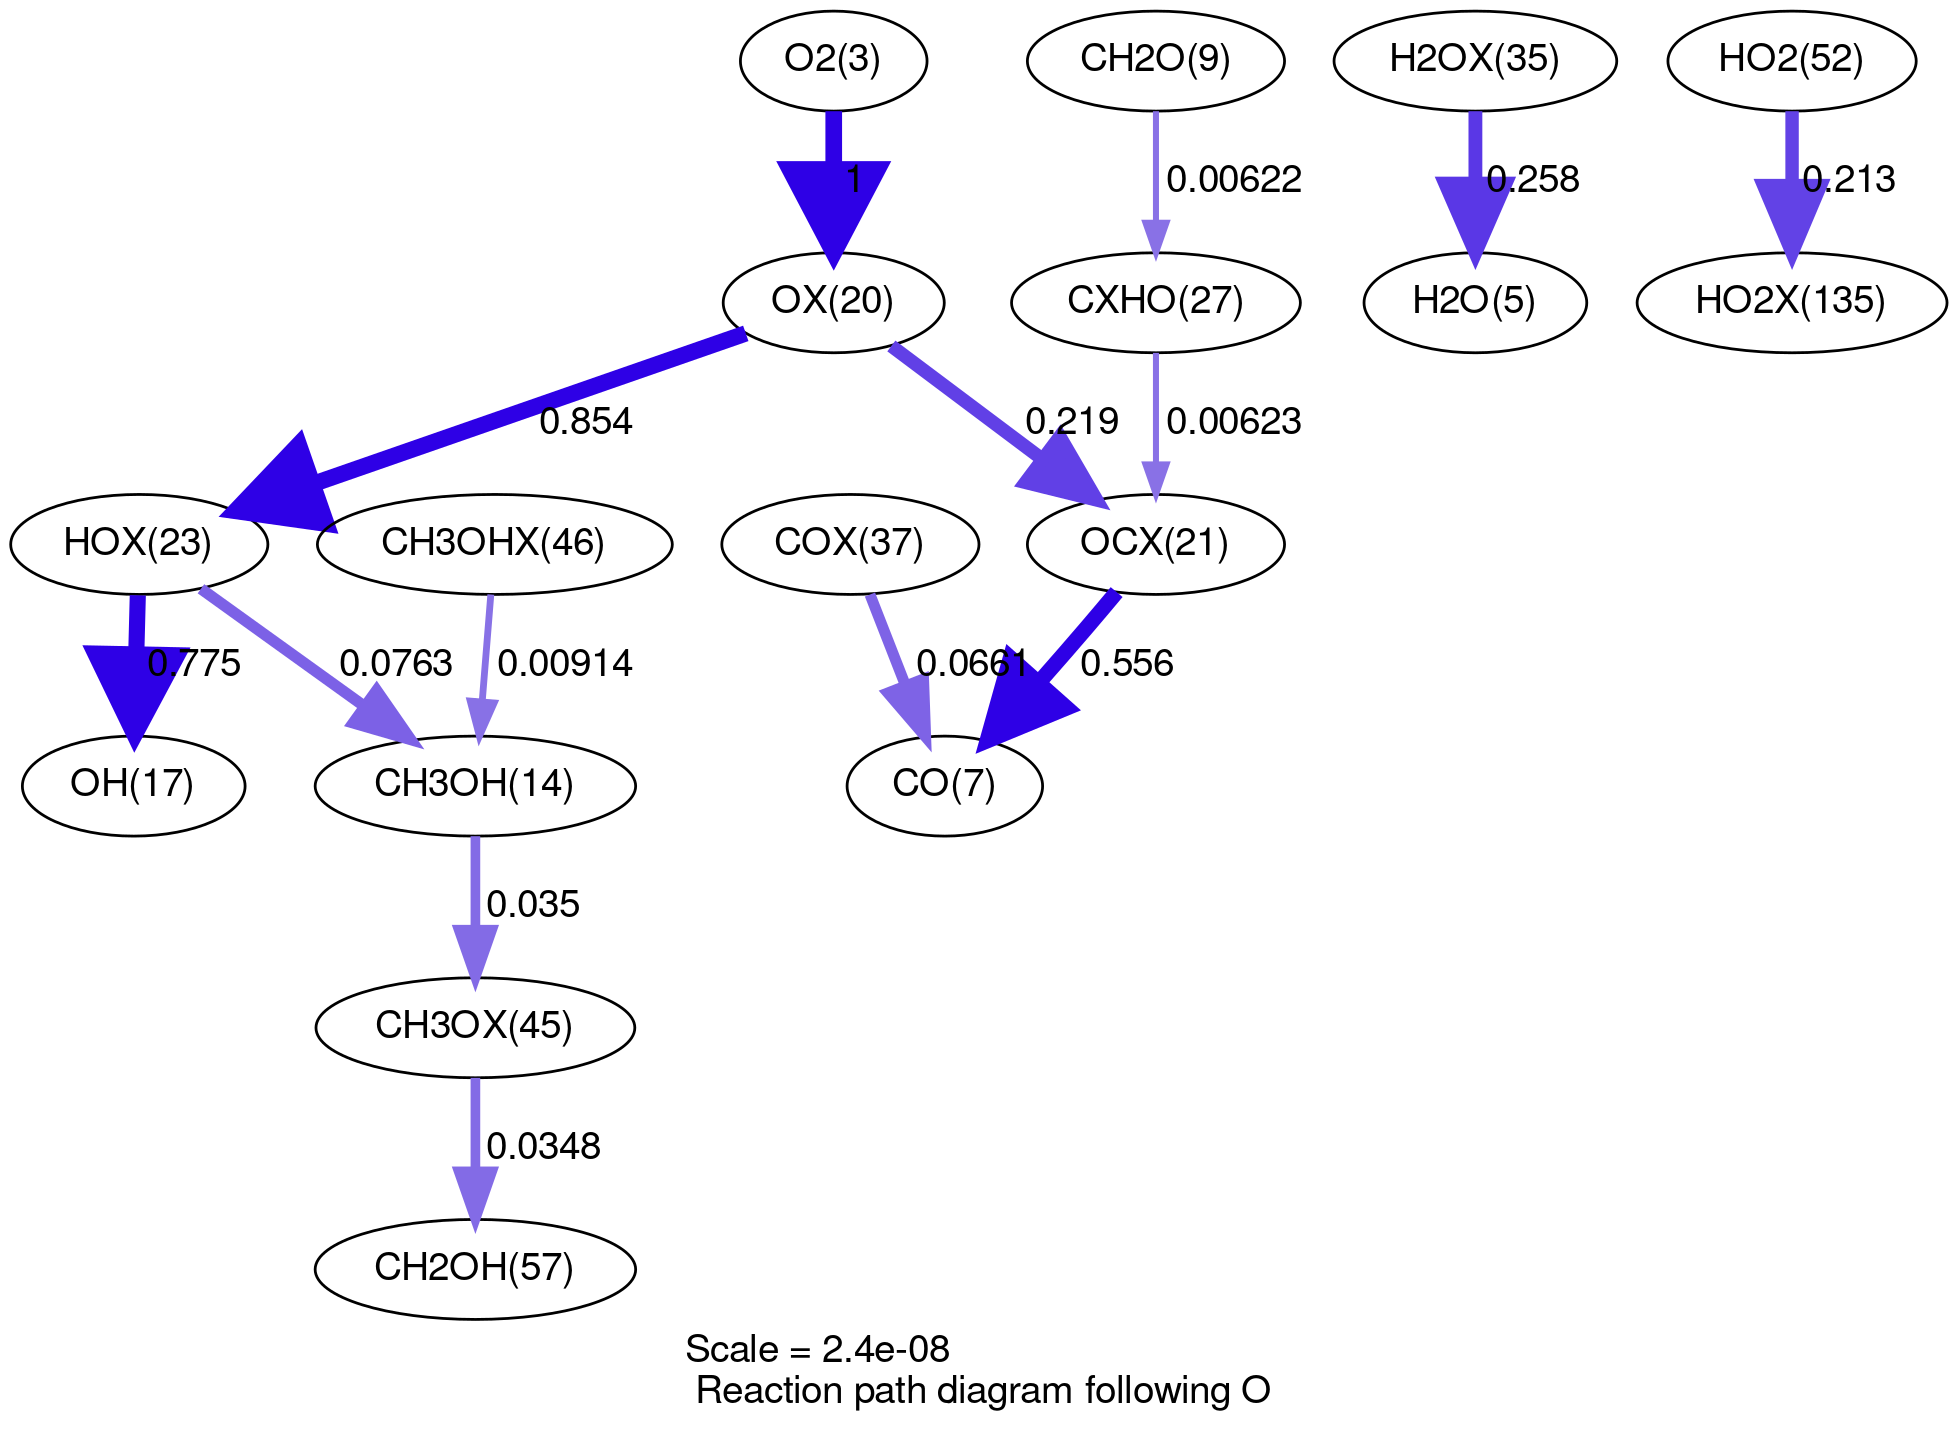 O2(3)
CH2O(9)
H2OX(35)
HO2(52)
1
0.00622
0.258
0.213
OX(20)
CXHO(27)
H2O(5)
HO2X(135)
0.854
0.219
0.00623
HOX(23)
CH3OHX(46)
COX(37)
OCX(21)
0.775
0.0763
0.00914
0.0661
0.556
OH(17)
CH3OH(14)
CO(7)
0.035
CH3OX(45)
0.0348
CH2OH(57)
Scale = 2.4e-08
Reaction path diagram following O